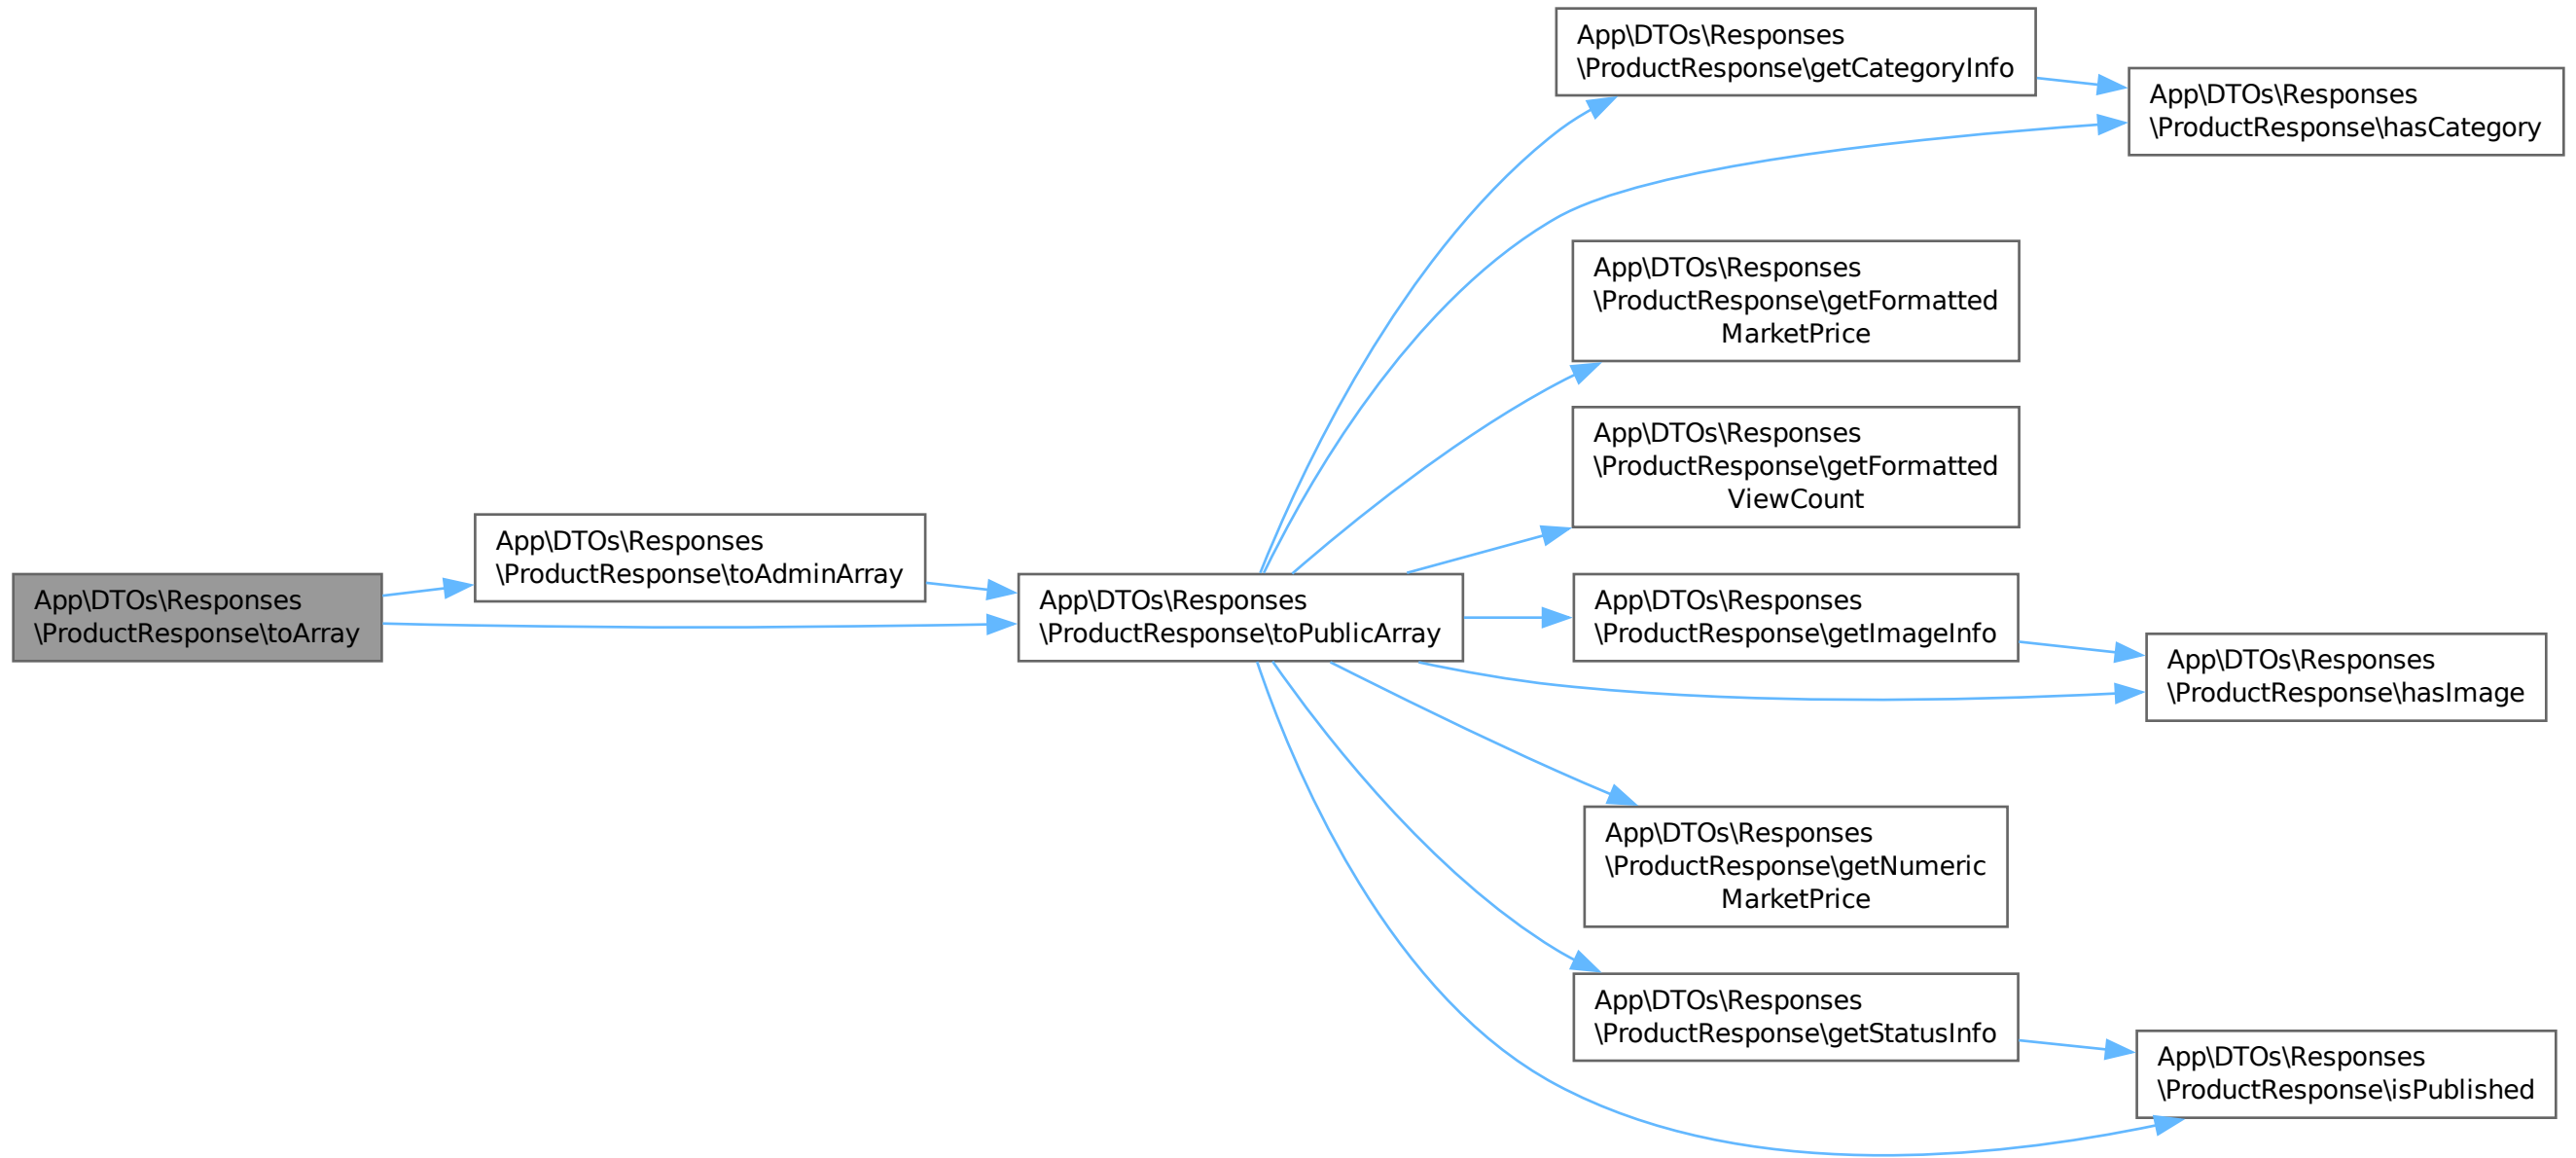 App\DTOs\Responses
\ProductResponse\toArray
App\DTOs\Responses
\ProductResponse\toAdminArray
App\DTOs\Responses
\ProductResponse\toPublicArray
App\DTOs\Responses
\ProductResponse\getCategoryInfo
App\DTOs\Responses
\ProductResponse\hasCategory
App\DTOs\Responses
\ProductResponse\getFormatted
MarketPrice
App\DTOs\Responses
\ProductResponse\getFormatted
ViewCount
App\DTOs\Responses
\ProductResponse\getImageInfo
App\DTOs\Responses
\ProductResponse\hasImage
App\DTOs\Responses
\ProductResponse\getNumeric
MarketPrice
App\DTOs\Responses
\ProductResponse\getStatusInfo
App\DTOs\Responses
\ProductResponse\isPublished